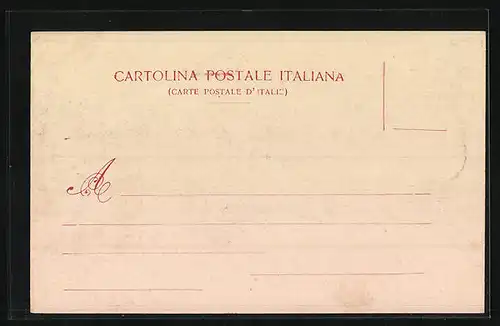 CARTOLINA POSTALE ITALIANA
(CARTE POSTALE D'ITALIE)
A